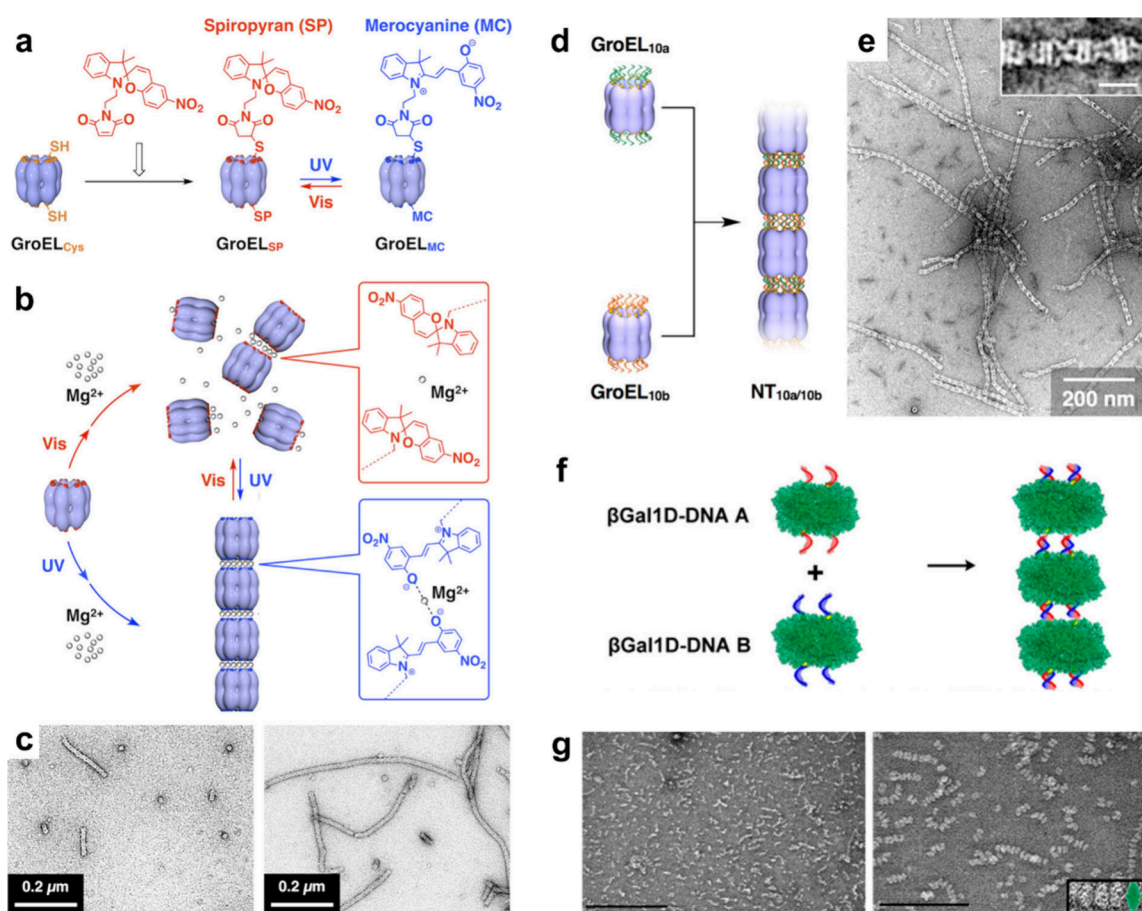 a
Spiropyran (SP)
Merocyanine (MC)
N
O
NO2
N
O
NO2
N
⊕
O
⊖
NO2
O
N
O
O
N
O
O
N
O
SH
S
S
UV
Vis
SH
SP
MC
GroELCys
GroELSP
GroELMC
b
Mg2+
Vis
UV
Mg2+
Vis
UV
O2N
N
O
Mg2+
N
O
NO2
O2N
N
⊕
O
⊖
Mg2+
O
⊖
N
⊕
NO2
c
0.2 µm
0.2 µm
d
GroEL10a
GroEL10b
NT10a/10b
e
200 nm
f
βGal1D-DNA A
+
βGal1D-DNA B
g